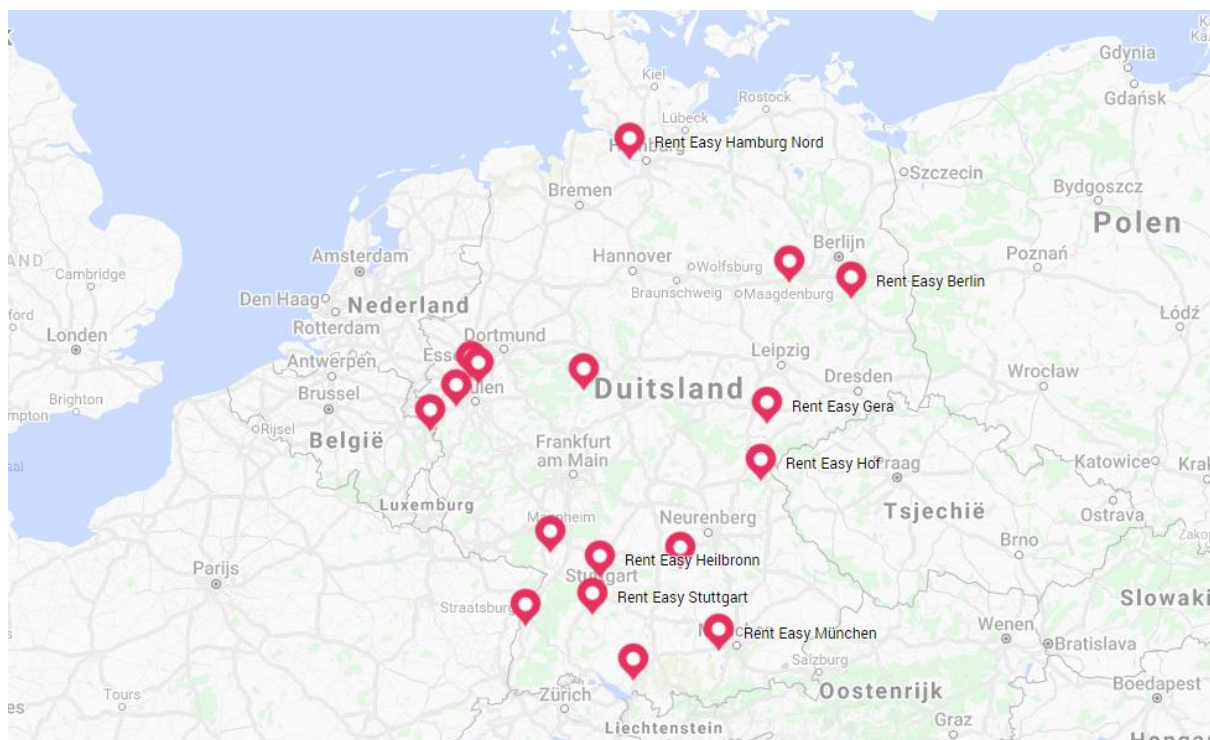 Kiel
Rostock
Lübeck
Gdynia
Gdańsk
Rent Easy Hamburg Nord
Szczecin
Bremen
Bydgoszcz
Polen
Cambridge
Amsterdam
Hannover
Wolfsburg
Berlijn
Poznań
Den Haag
Nederland
Braunschweig
Maagdenburg
Rent Easy Berlin
Londen
Rotterdam
Łódź
Dortmund
Antwerpen
Leipzig
Brussel
Duitsland
Dresden
Wrocław
Brighton
Rijsel
België
Rent Easy Gera
Frankfurt
am Main
Rent Easy Hof
Katowice
Luxemburg
Tsjechië
Ostrava
Neurenberg
Brno
Parijs
Rent Easy Heilbronn
Stuttgart
Straatsburg
Rent Easy Stuttgart
Wenen
Rent Easy München
Bratislava
Salzburg
Boedapest
Tours
Zürich
Oostenrijk
Liechtenstein
Graz